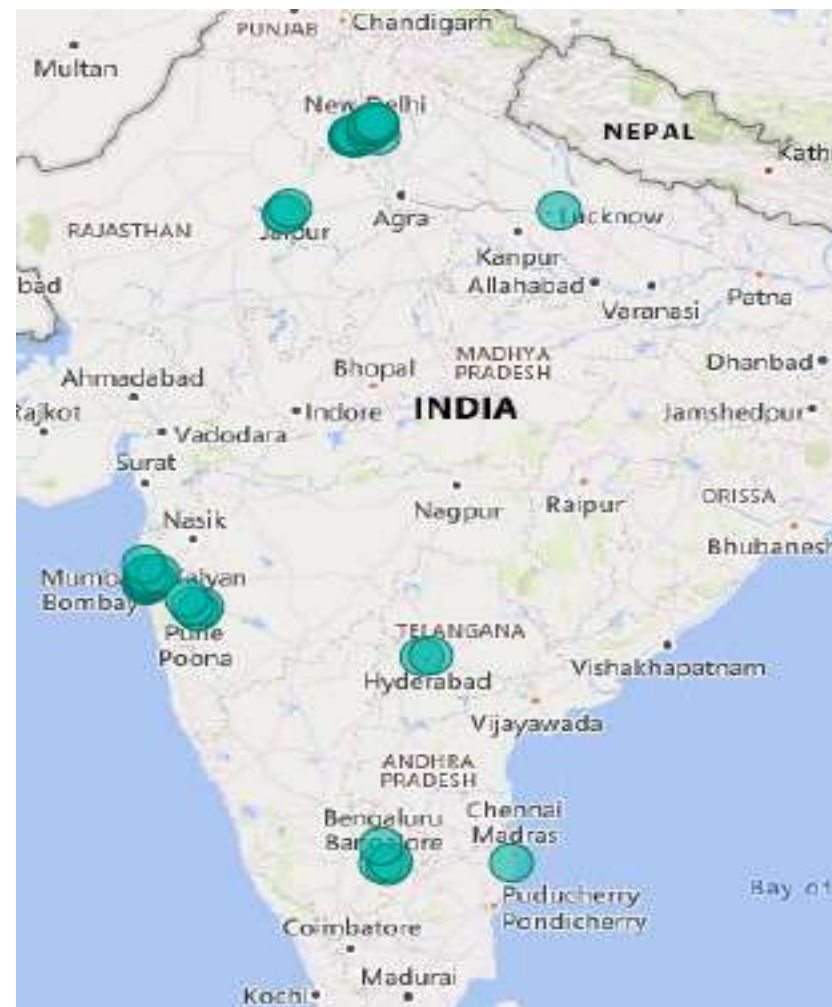 PUNJAB
Chandigarh
Multan
New Delhi
NEPAL
Kath
RAJASTHAN
Jaipur
Agra
Lucknow
Kanpur
bad
Allahabad
Varanasi
Patna
MADHYA
PRADESH
Bhopal
Dhanbad
Ahmadabad
Rajkot
Indore
INDIA
Jamshedpur
Vadodara
Surat
Nagpur
Raipur
ORISSA
Nasik
Bhubanesh
Mumbai
Kalyan
Bombay
Pune
Poona
TELANGANA
Hyderabad
Vishakhapatnam
Vijayawada
ANDHRA
PRADESH
Bengaluru
Bangalore
Chennai
Madras
Puducherry
Pondicherry
Bay of
Coimbatore
Madurai
Kochi